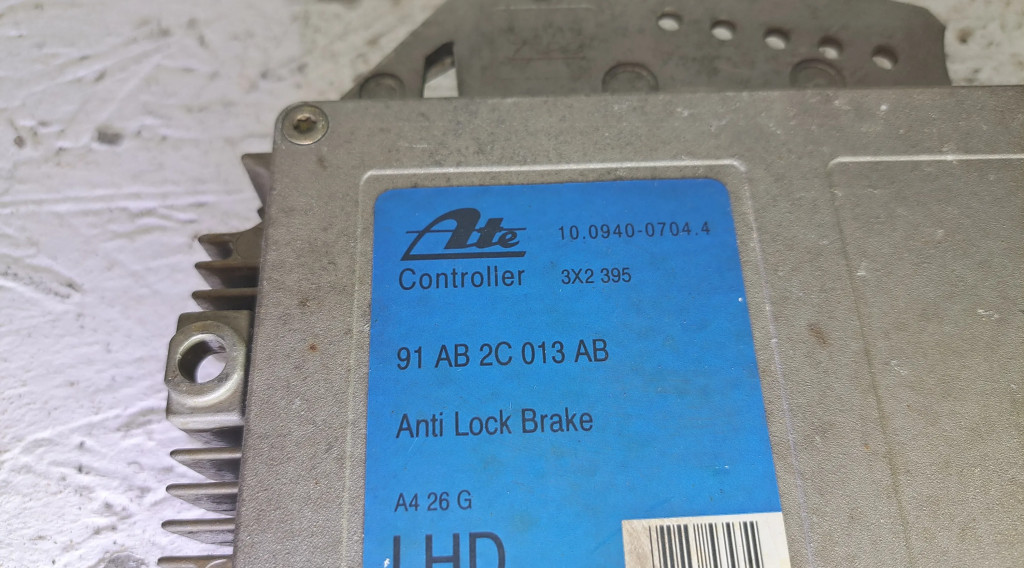 Ate 10.0940-0704.4
Controller 3X2 395
91 AB 2C 013 AB
Anti Lock Brake
A4 26 G
LHD